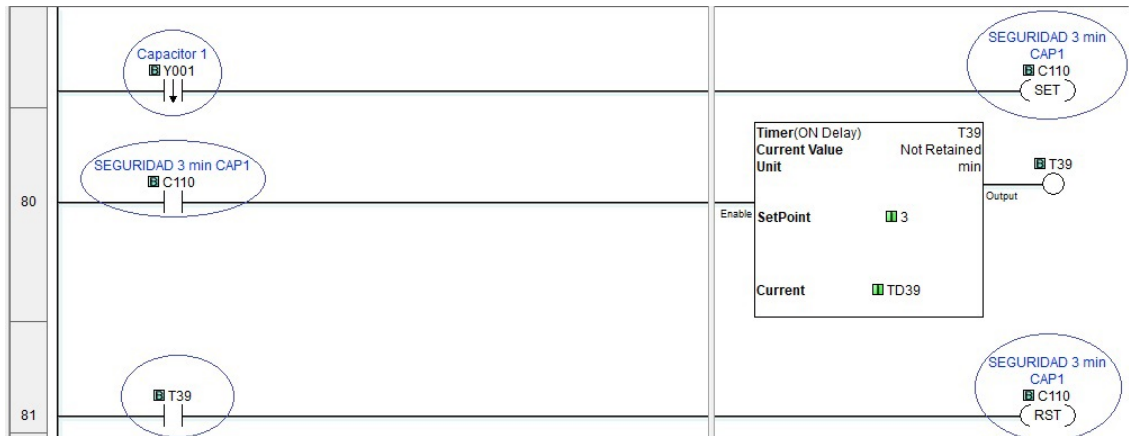 Capacitor 1
Y001
SEGURIDAD 3 min
CAP1
C110
SET
80
SEGURIDAD 3 min CAP1
C110
Timer(ON Delay) T39
Current Value Not Retained
Unit min
Enable SetPoint 3
Current TD39
T39
Output
81
T39
SEGURIDAD 3 min
CAP1
C110
RST